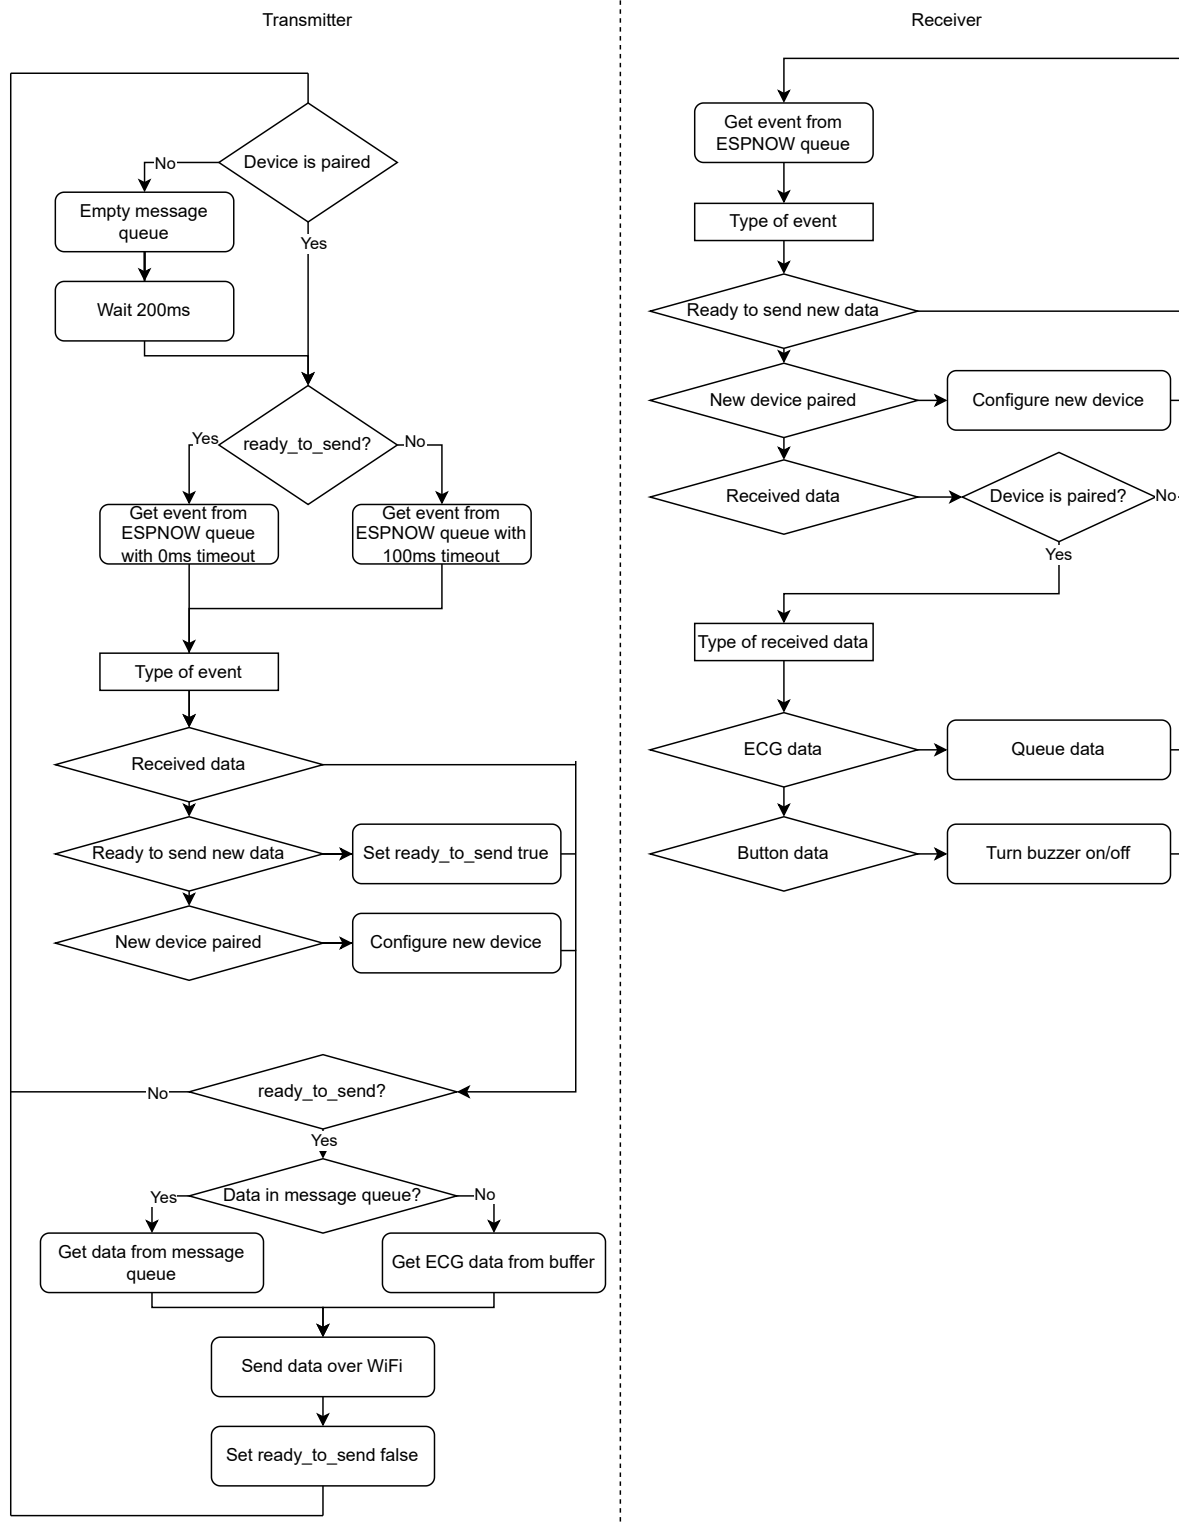 Transmitter
Device is paired
No
Empty message
queue
Yes
Wait 200ms
ready_to_send?
Yes
No
Get event from
ESPNOW queue
with 0ms timeout
Get event from
ESPNOW queue with
100ms timeout
Type of event
Received data
Ready to send new data
Set ready_to_send true
New device paired
Configure new device
ready_to_send?
No
Yes
Data in message queue?
Yes
No
Get data from message
queue
Get ECG data from buffer
Send data over WiFi
Set ready_to_send false
Receiver
Get event from
ESPNOW queue
Type of event
Ready to send new data
New device paired
Configure new device
Received data
Device is paired?
No
Yes
Type of received data
ECG data
Queue data
Button data
Turn buzzer on/off